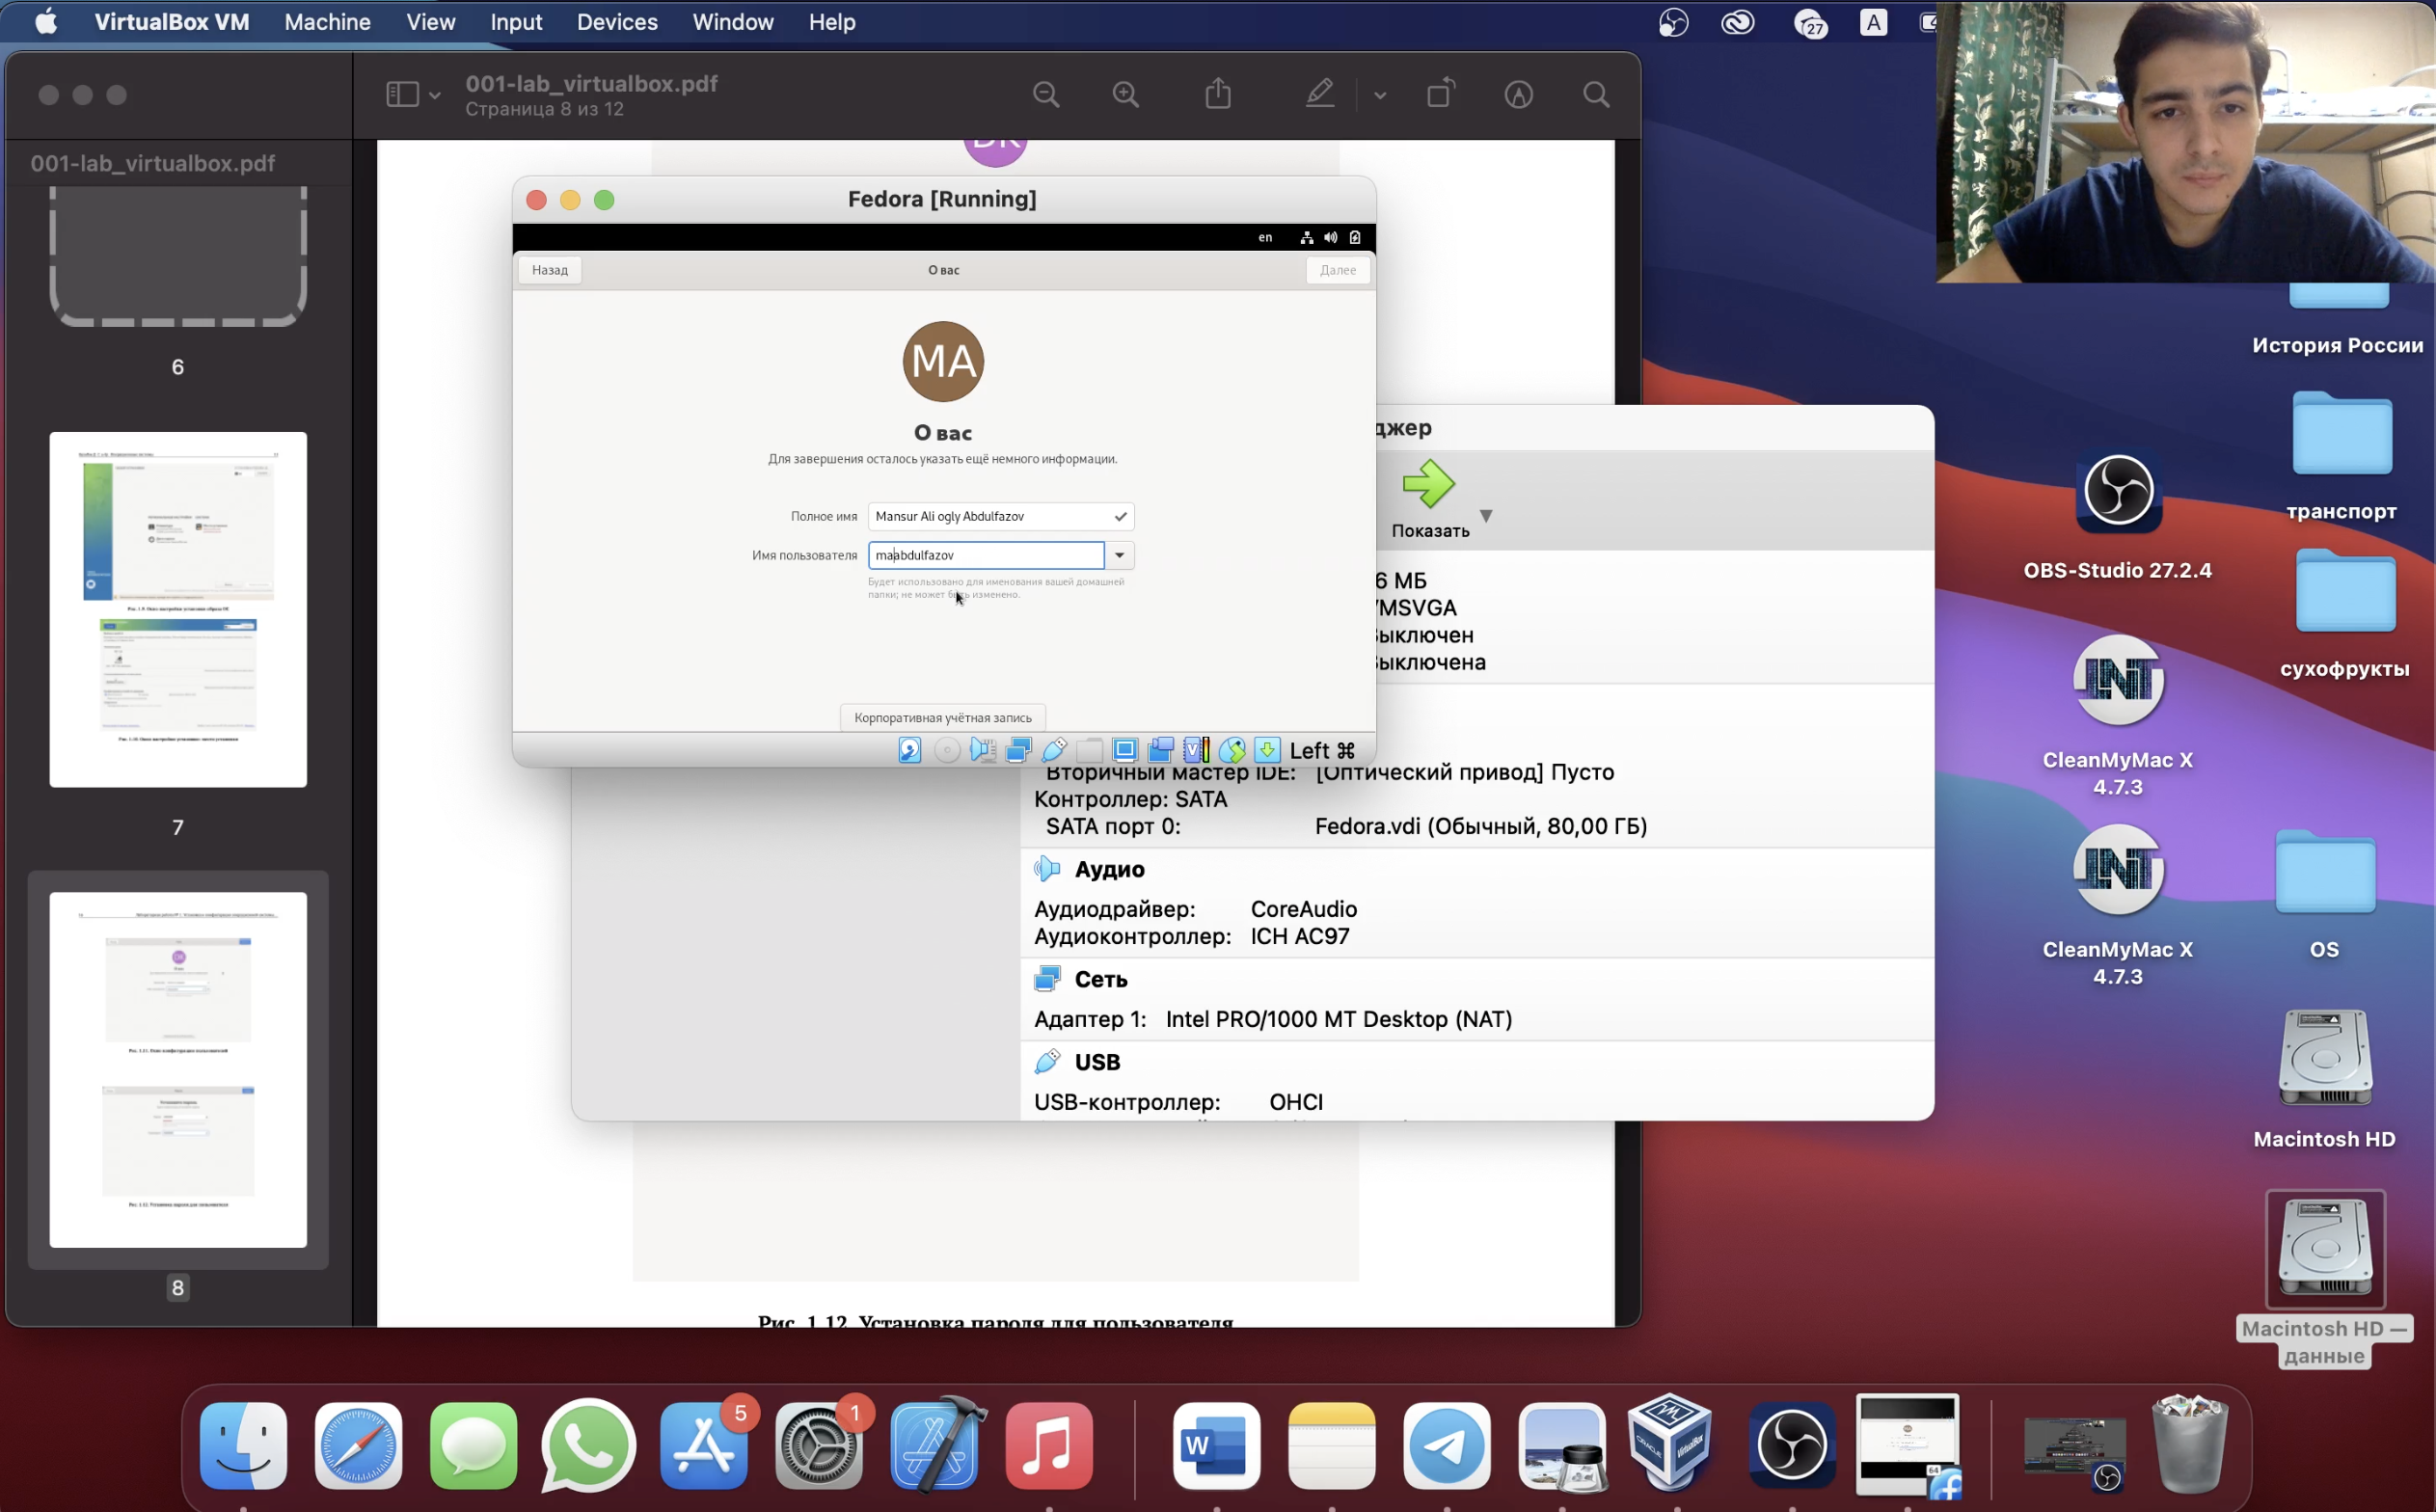 VirtualBox VM Machine View Input Devices Window Help
27 A
001-lab_virtualbox.pdf
Страница 8 из 12
001-lab_virtualbox.pdf
6
7
8
Fedora [Running]
en
Назад О вас Далее
MA
О вас
Для завершения осталось указать ещё немного информации.
Полное имя Mansur Ali ogly Abdulfazov
Имя пользователя maabdulfazov
Будет использовано для именования вашей домашней
папки; не может быть изменено.
Корпоративная учётная запись
Left ⌘
джер
Показать
6 МБ
MSVGA
Выключен
Выключена
Вторичный мастер IDE: [Оптический привод] Пусто
Контроллер: SATA
SATA порт 0: Fedora.vdi (Обычный, 80,00 ГБ)
Аудио
Аудиодрайвер: CoreAudio
Аудиоконтроллер: ICH AC97
Сеть
Адаптер 1: Intel PRO/1000 MT Desktop (NAT)
USB
USB-контроллер: OHCI
Рис. 1.12. Установка пароля для пользователя
История России
транспорт
OBS-Studio 27.2.4
сухофрукты
CleanMyMac X
4.7.3
CleanMyMac X
4.7.3
OS
Macintosh HD
Macintosh HD —
данные
5
1
W